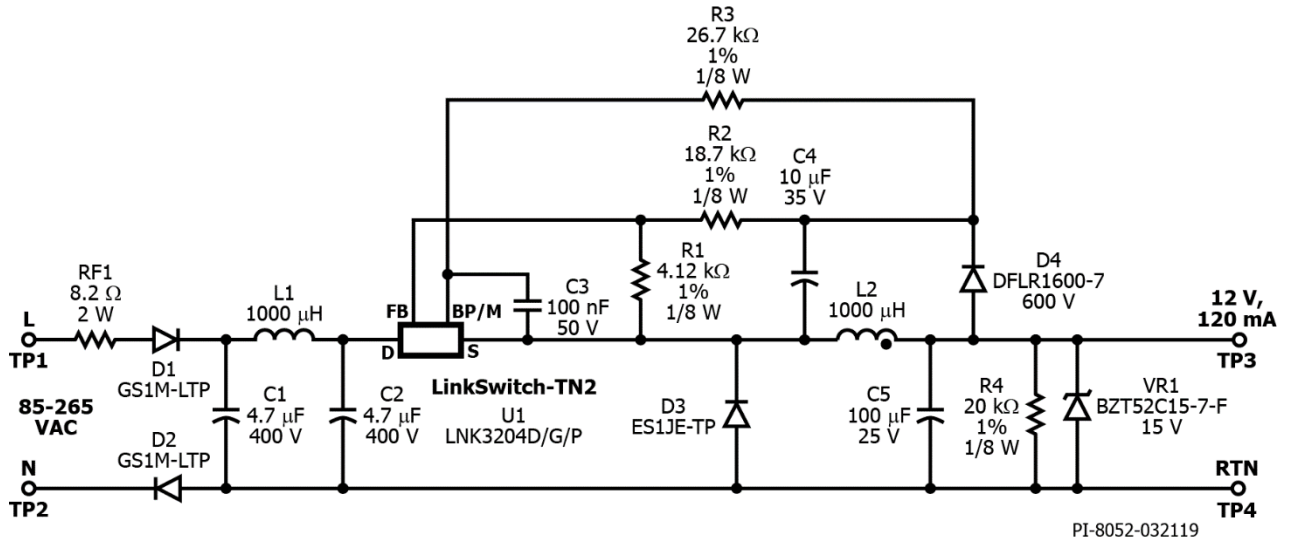 R3
26.7 kΩ
1%
1/8 W
R2
18.7 kΩ
1%
1/8 W
C4
10 μF
35 V
RF1
8.2 Ω
2 W
L1
1000 μH
FB
BP/M
C3
100 nF
50 V
R1
4.12 kΩ
1%
1/8 W
L2
1000 μH
D4
DFLR1600-7
600 V
12 V,
120 mA
L
TP1
D1
GS1M-LTP
D
S
TP3
85-265
VAC
C1
4.7 μF
400 V
C2
4.7 μF
400 V
LinkSwitch-TN2
U1
LNK3204D/G/P
D3
ES1JE-TP
C5
100 μF
25 V
R4
20 kΩ
1%
1/8 W
VR1
BZT52C15-7-F
15 V
D2
GS1M-LTP
N
TP2
RTN
TP4
PI-8052-032119